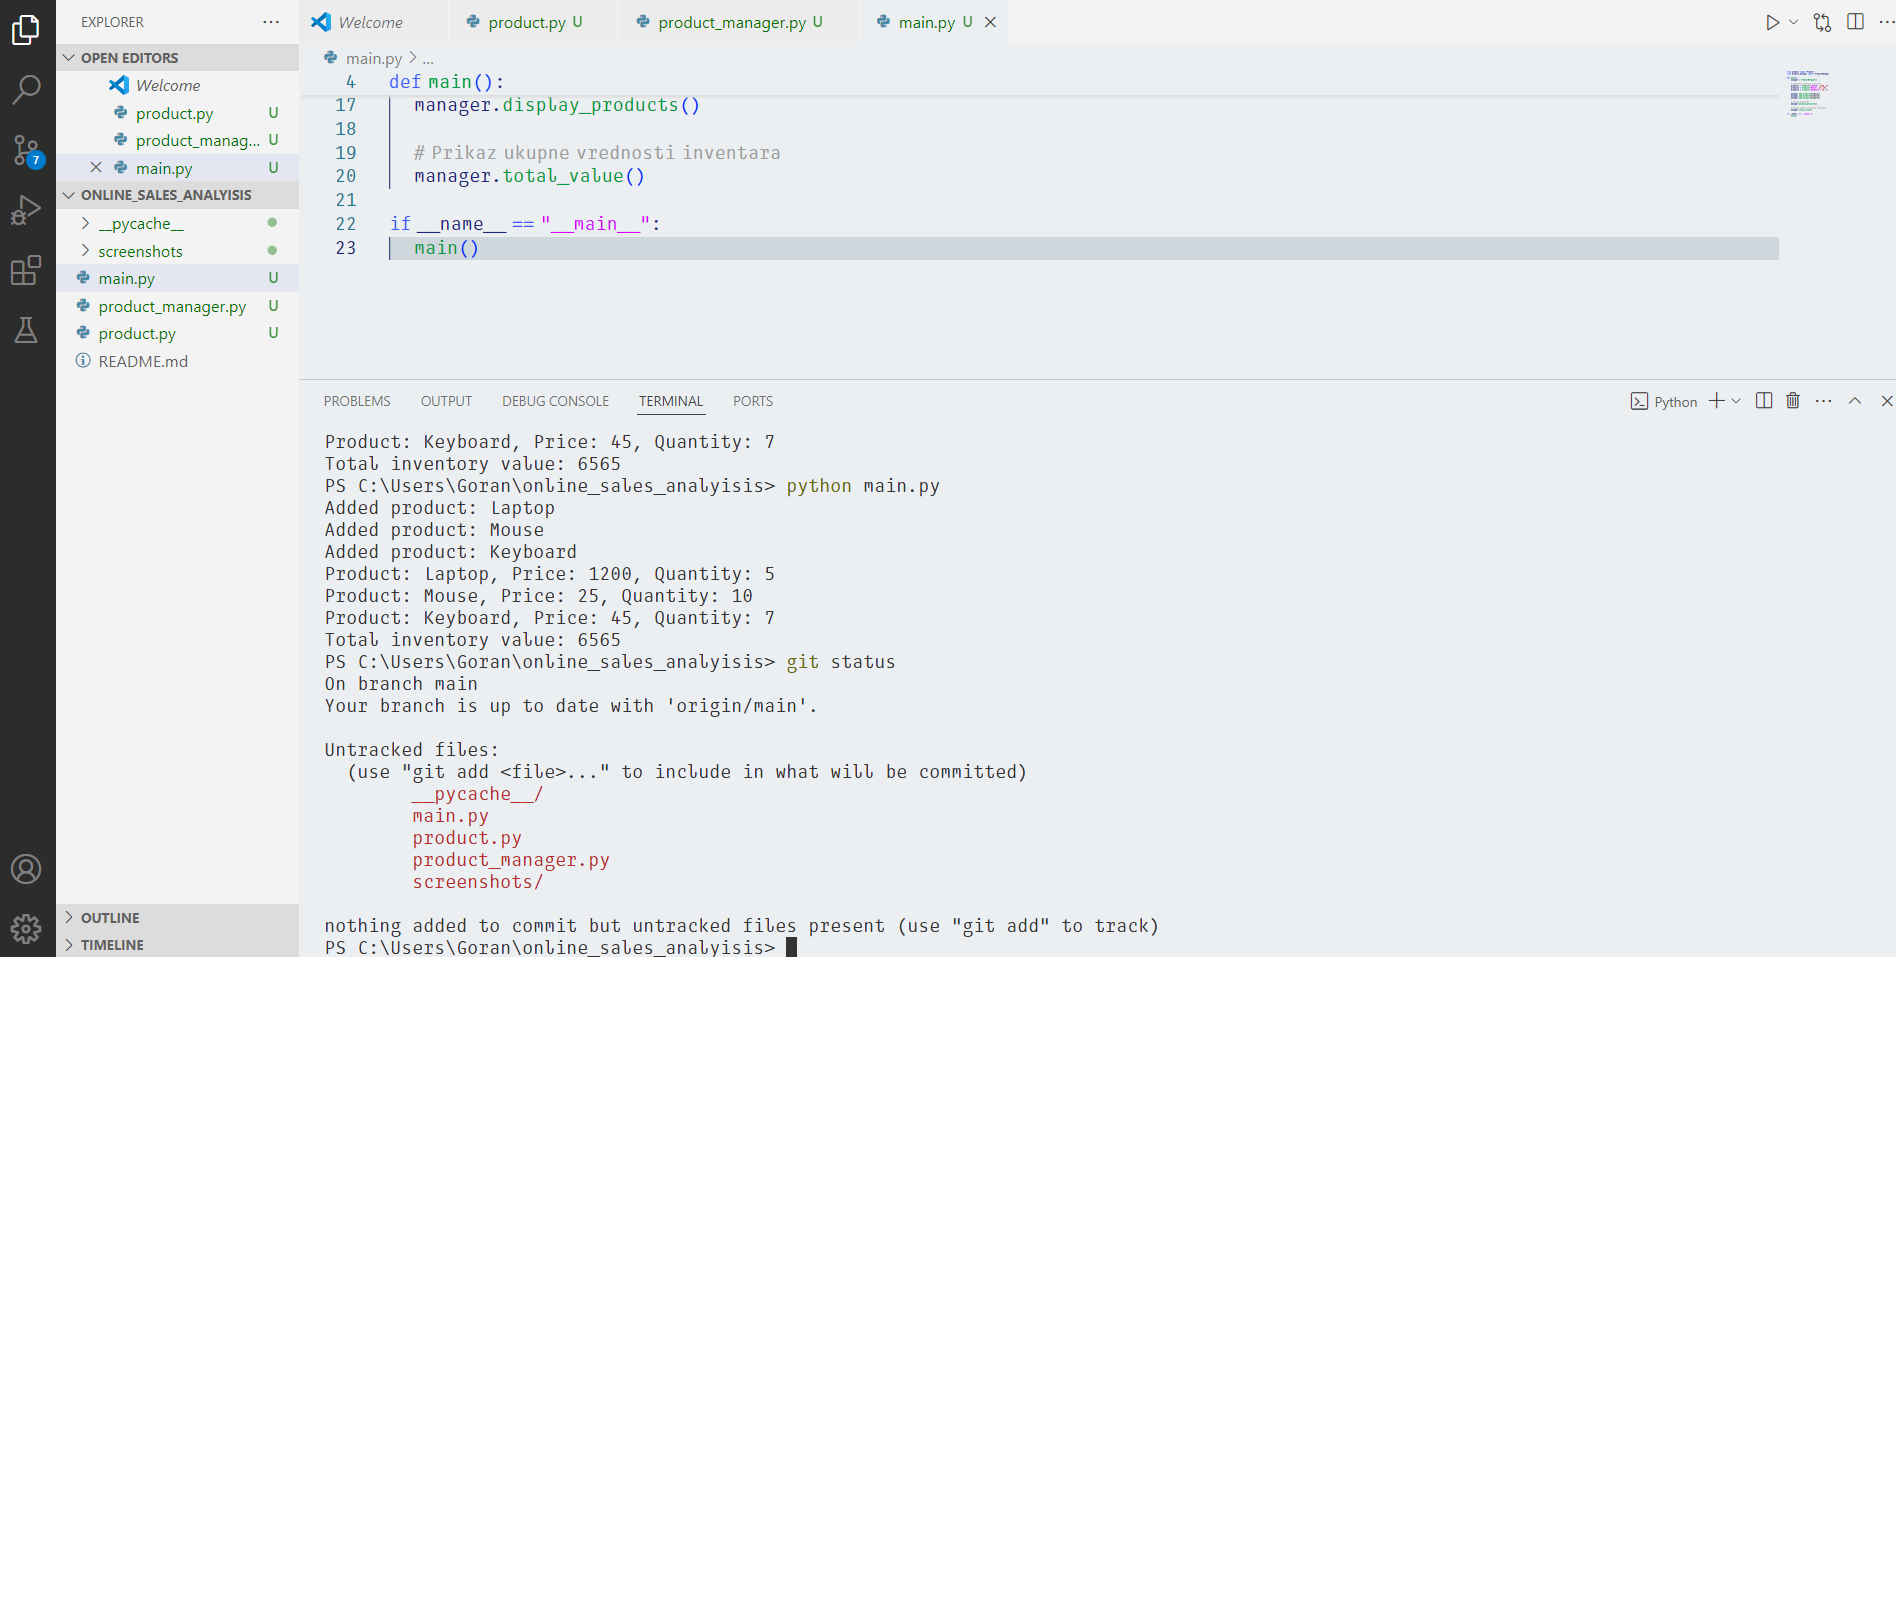 EXPLORER
OPEN EDITORS
Welcome
product.py U
product_manag... U
main.py U
ONLINE_SALES_ANALYISIS
__pycache__
screenshots
main.py U
product_manager.py U
product.py U
README.md
OUTLINE
TIMELINE
7
Welcome
product.py U
product_manager.py U
main.py U
main.py > ...
4 def main():
17 manager.display_products()
18
19 # Prikaz ukupne vrednosti inventara
20 manager.total_value()
21
22 if __name__ == "__main__":
23 main()
PROBLEMS OUTPUT DEBUG CONSOLE TERMINAL PORTS
Python
Product: Keyboard, Price: 45, Quantity: 7
Total inventory value: 6565
PS C:\Users\Goran\online_sales_analyisis> python main.py
Added product: Laptop
Added product: Mouse
Added product: Keyboard
Product: Laptop, Price: 1200, Quantity: 5
Product: Mouse, Price: 25, Quantity: 10
Product: Keyboard, Price: 45, Quantity: 7
Total inventory value: 6565
PS C:\Users\Goran\online_sales_analyisis> git status
On branch main
Your branch is up to date with 'origin/main'.
Untracked files:
(use "git add <file>..." to include in what will be committed)
__pycache__/
main.py
product.py
product_manager.py
screenshots/
nothing added to commit but untracked files present (use "git add" to track)
PS C:\Users\Goran\online_sales_analyisis>